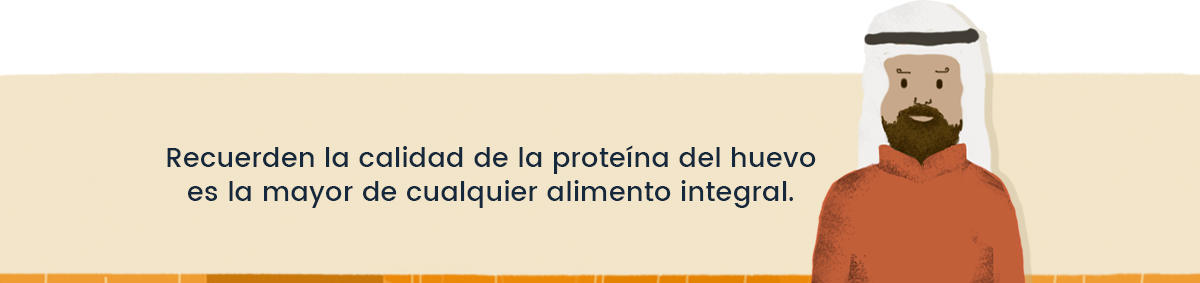 Recuerden la calidad de la proteína del huevo
es la mayor de cualquier alimento integral.